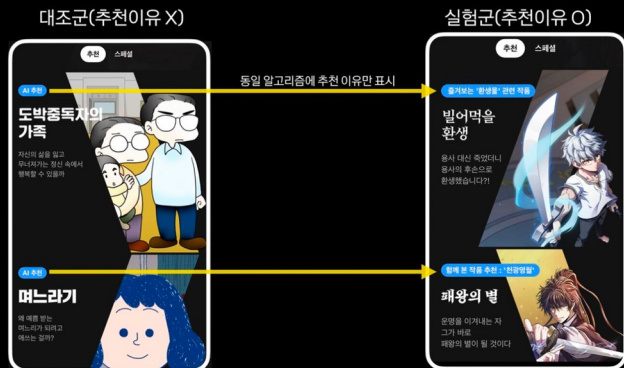 대조군(추천이유 X)
추천 스페셜
AI 추천
도박중독자의
가족
자신의 삶을 잃고
무너져가는 정신 속에서
행복할 수 있을까
AI 추천
며느라기
왜 예쁨 받는
며느리가 되려고
애쓰는 걸까?
동일 알고리즘에 추천 이유만 표시
실험군(추천이유 O)
추천 스페셜
즐겨보는 '환생물' 관련 작품
빌어먹을
환생
용사 대신 죽었더니
용사의 후손으로
환생했습니다?!
함께 본 작품 추천 : '천광명월'
패왕의 별
운명을 이겨내는 자
그가 바로
패왕의 별이 될 것이다